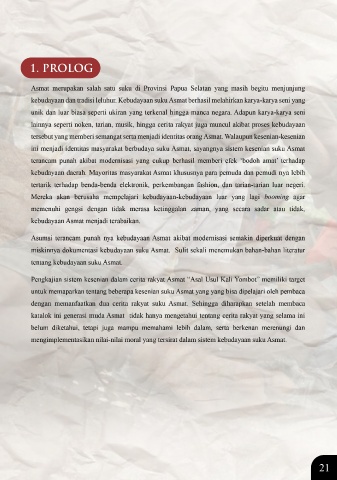 1. PROLOG
Asmat merupakan salah satu suku di Provinsi Papua Selatan yang masih begitu menjunjung
kebudayaan dan tradisi leluhur. Kebudayaan suku Asmat berhasil melahirkan karya-karya seni yang
unik dan luar biasa seperti ukiran yang terkenal hingga manca negara. Adapun karya-karya seni
lainnya seperti noken, tarian, musik, hingga cerita rakyat juga muncul akibat proses kebudayaan
tersebut yang memberi semangat serta menjadi identitas orang Asmat. Walaupun kesenian-kesenian
ini menjadi identitas masyarakat berbudaya suku Asmat, sayangnya sistem kesenian suku Asmat
terancam punah akibat modernisasi yang cukup berhasil memberi efek 'bodoh amat' terhadap
kebudayaan daerah. Mayoritas masyarakat Asmat khususnya para pemuda dan pemudi nya lebih
tertarik terhadap benda-benda elektronik, perkembangan fashion, dan tarian-tarian luar negeri.
Mereka akan berusaha mempelajari kebudayaan-kebudayaan luar yang lagi booming agar
memenuhi gengsi dengan tidak merasa ketinggalan zaman, yang secara sadar atau tidak,
kebudayaan Asmat menjadi terabaikan.
Asumsi terancam punah nya kebudayaan Asmat akibat modernisasi semakin diperkuat dengan
miskinnya dokumentasi kebudayaan suku Asmat. Sulit sekali menemukan bahan-bahan literatur
tentang kebudayaan suku Asmat.
Pengkajian sistem kesenian dalam cerita rakyat Asmat "Asal Usul Kali Yombot" memiliki target
untuk memaparkan tentang beberapa kesenian suku Asmat yang yang bisa dipelajari oleh pembaca
dengan memanfaatkan dua cerita rakyat suku Asmat. Sehingga diharapkan setelah membaca
katalok ini generasi muda Asmat tidak hanya mengetahui tentang cerita rakyat yang selama ini
belum diketahui, tetapi juga mampu memahami lebih dalam, serta berkenan merenungi dan
mengimplementasikan nilai-nilai moral yang tersirat dalam sistem kebudayaan suku Asmat.
21